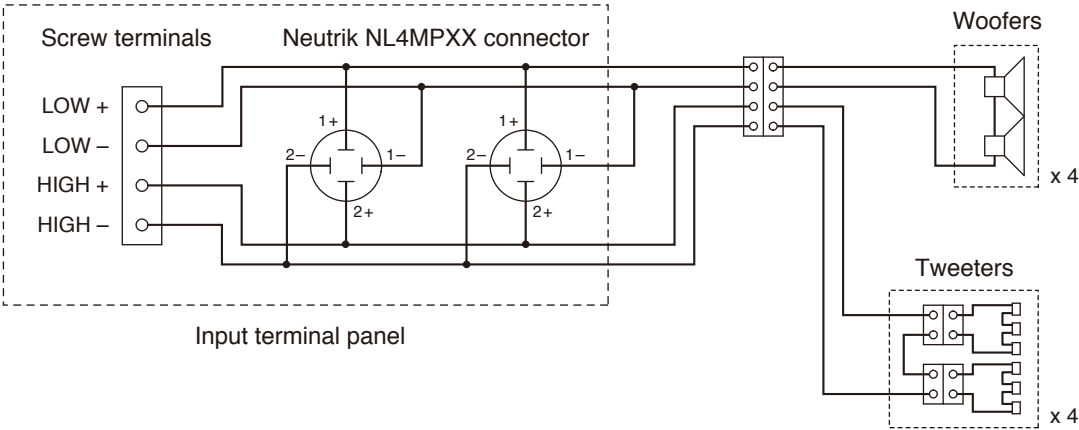 Woofers
Screw terminals
Neutrik NL4MPXX connector
LOW +
LOW –
HIGH +
HIGH –
1+
2–
1–
2+
1+
2–
1–
2+
x 4
Tweeters
Input terminal panel
x 4